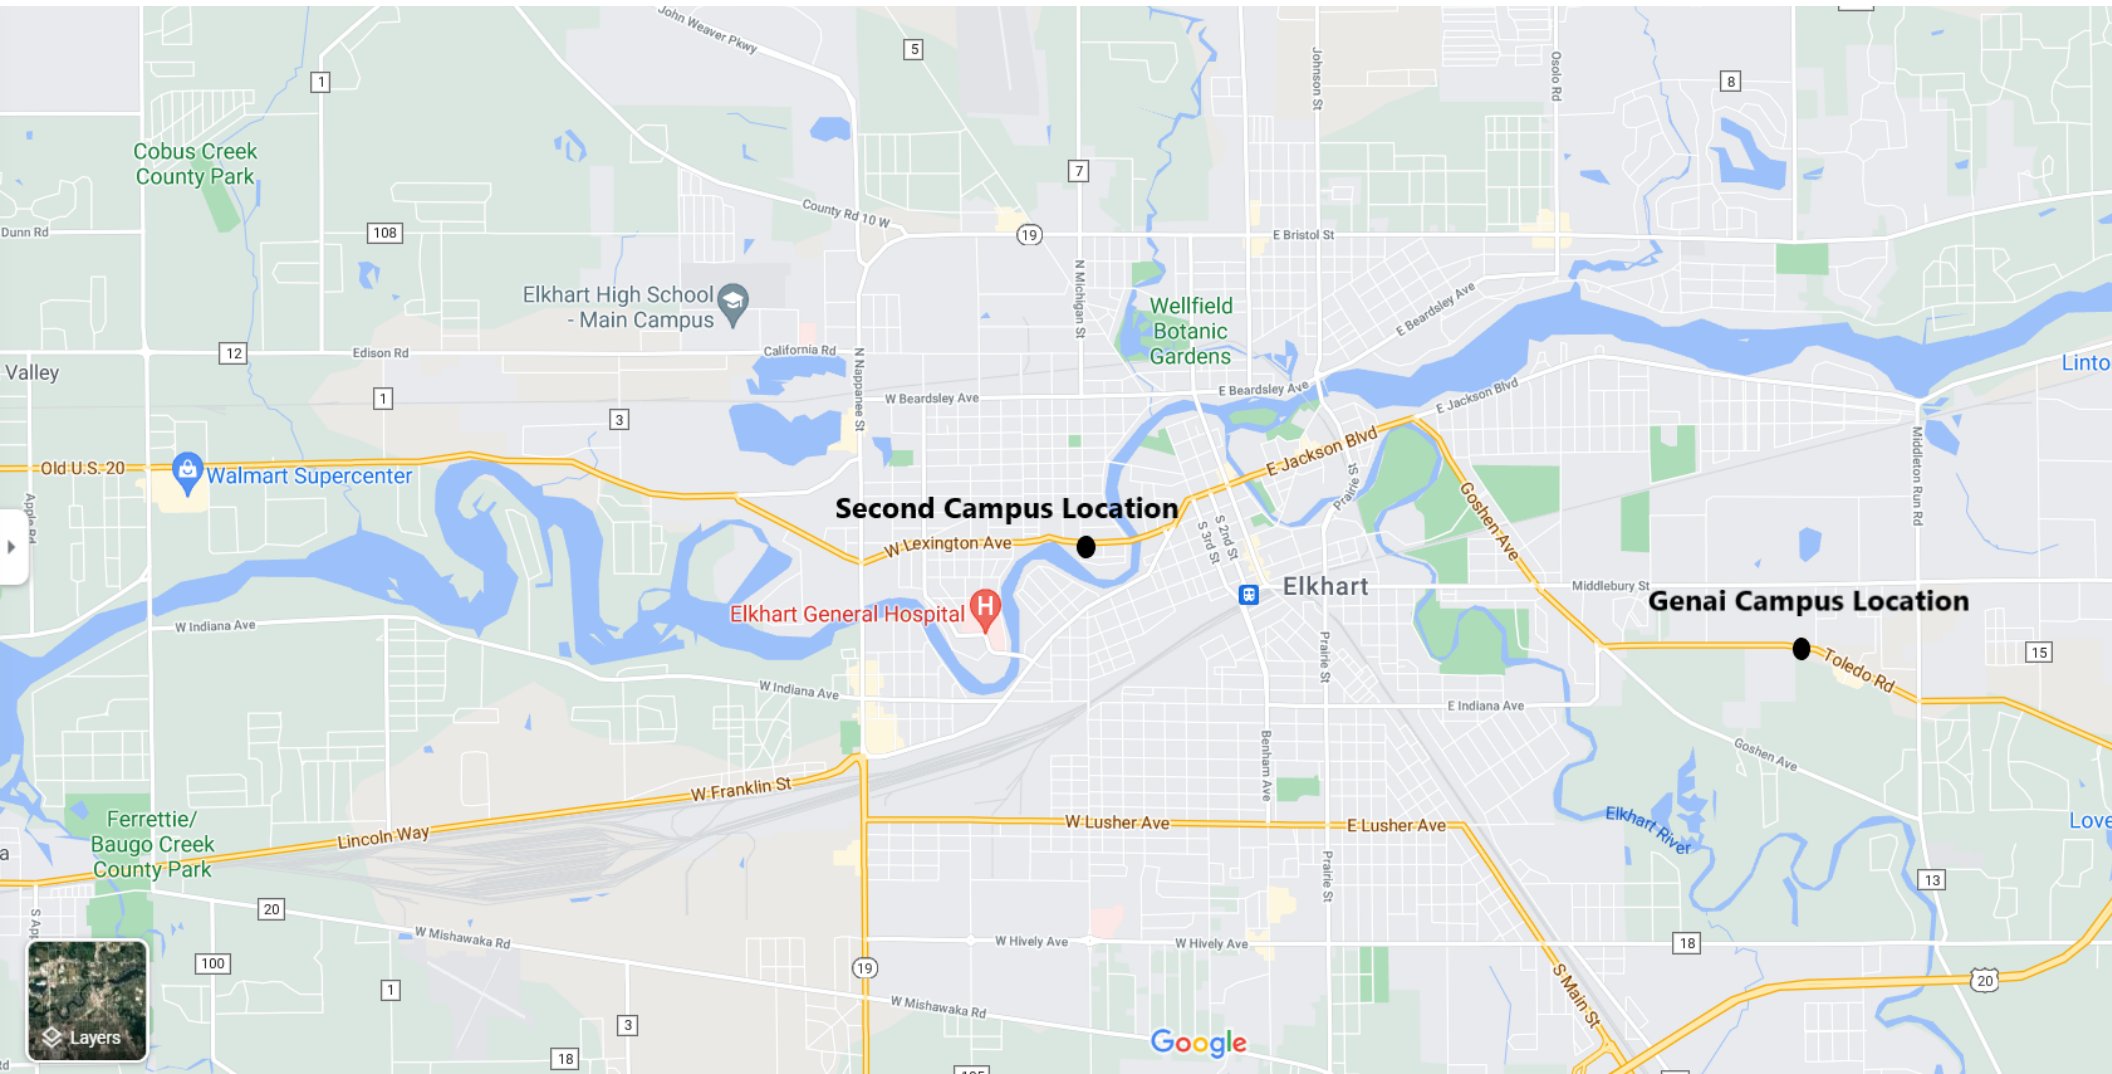 John Weaver Pkwy
5
Johnson St
Osolo Rd
1
8
Cobus Creek
County Park
7
County Rd 10 W
Dunn Rd
108
19
E Bristol St
N Michigan St
Elkhart High School
- Main Campus
Wellfield
Botanic
Gardens
E Beardsley Ave
12
Edison Rd
California Rd
N Nappanee St
Valley
Linto
1
W Beardsley Ave
E Beardsley Ave
E Jackson Blvd
3
E Jackson Blvd
Middleton Run Rd
Old U.S. 20
Walmart Supercenter
Prairie St
Goshen Ave
Apple Rd
Second Campus Location
S 2nd St
S 3rd St
W Lexington Ave
Elkhart
Middlebury St
Genai Campus Location
Elkhart General Hospital
H
W Indiana Ave
Prairie St
15
Toledo Rd
W Indiana Ave
E Indiana Ave
Benham Ave
Goshen Ave
W Franklin St
Ferrettie/
Baugo Creek
County Park
Lincoln Way
W Lusher Ave
E Lusher Ave
Elkhart River
Love
a
Prairie St
13
20
S Ap
W Mishawaka Rd
W Hively Ave
W Hively Ave
18
100
19
S Main St
20
1
W Mishawaka Rd
3
Layers
Google
18